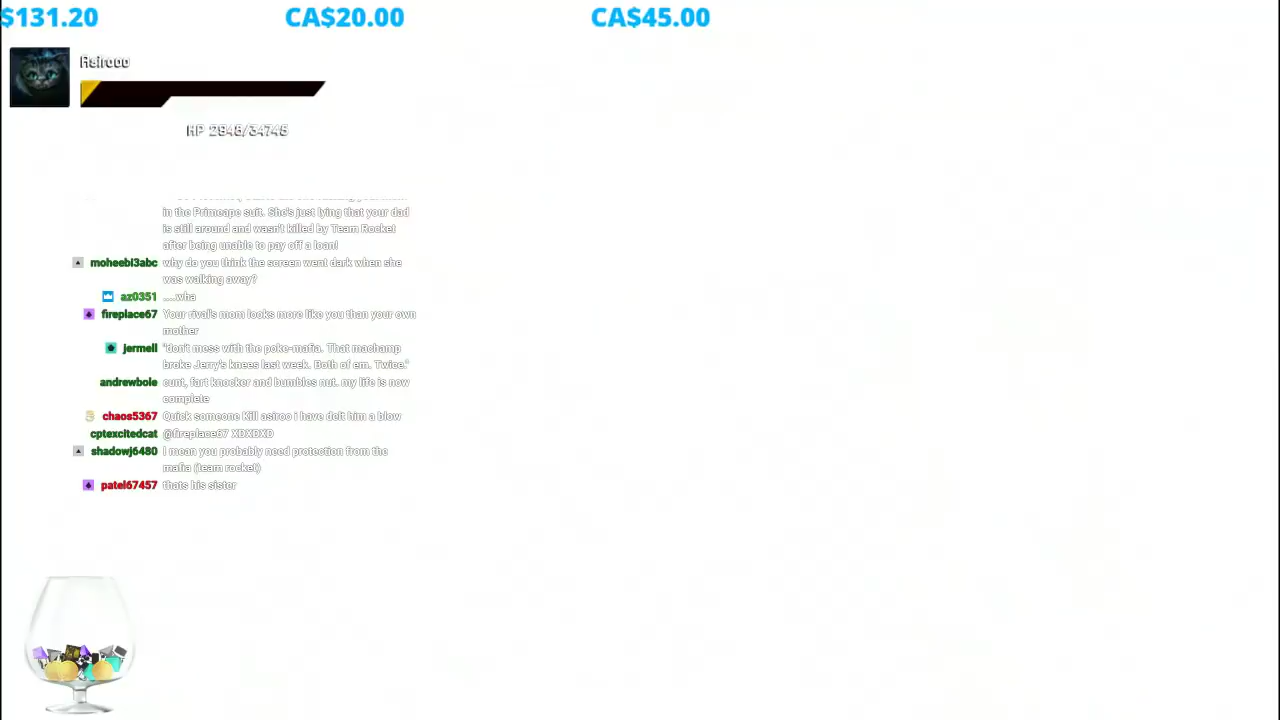 $131.20 CA$20.00 CA$45.00
Asirooo
HP 2948/34745
in the Primeape suit. She's just lying that your dad
is still around and wasn't killed by Team Rocket
after being unable to pay off a loan!
moheebl3abc why do you think the screen went dark when she
was walking away?
az0351 ....wha
fireplace67 Your rival's mom looks more like you than your own
mother
jermell "don't mess with the poke-mafia. That machamp
broke Jerry's knees last week. Both of em. Twice."
andrewbole cunt, fart knocker and bumbles nut. my life is now
complete
chaos5367 Quick someone Kill asiroo i have delt him a blow
cptexcitedcat @fireplace67 XDXDXD
shadowj6480 I mean you probably need protection from the
mafia (team rocket)
patel67457 thats his sister